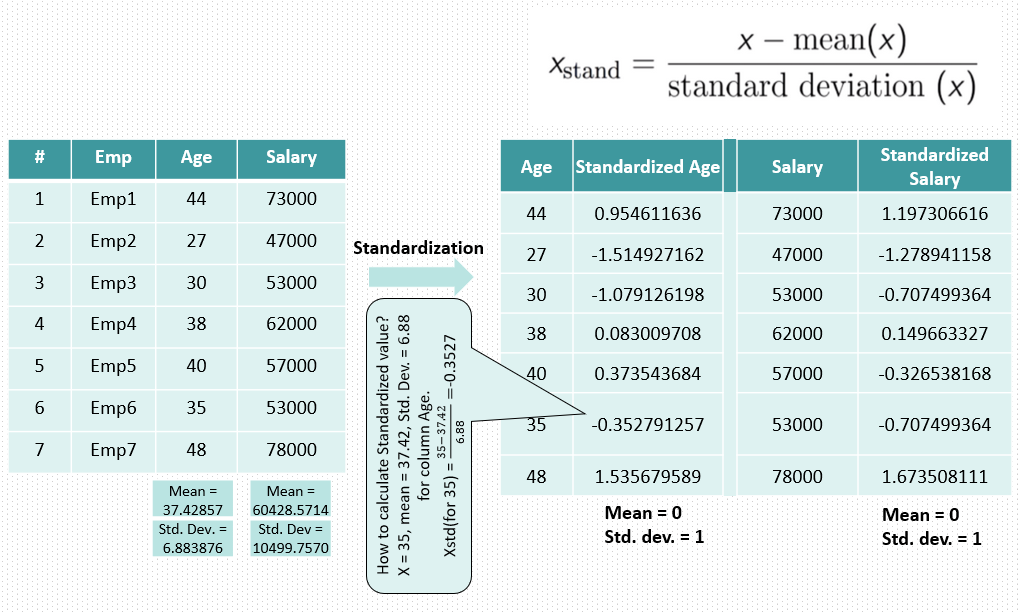 x_stand = x − mean(x) / standard deviation (x)
# Emp Age Salary
1 Emp1 44 73000
2 Emp2 27 47000
3 Emp3 30 53000
4 Emp4 38 62000
5 Emp5 40 57000
6 Emp6 35 53000
7 Emp7 48 78000
Mean =
37.42857
Std. Dev. =
6.883876
Mean =
60428.5714
Std. Dev =
10499.7570
Standardization
How to calculate Standardized value?
X = 35, mean = 37.42, Std. Dev. = 6.88
for column Age.
Xstd(for 35) = 35−37.42 / 6.88 =-0.3527
Age Standardized Age Salary Standardized
Salary
44 0.954611636 73000 1.197306616
27 -1.514927162 47000 -1.278941158
30 -1.079126198 53000 -0.707499364
38 0.083009708 62000 0.149663327
40 0.373543684 57000 -0.326538168
35 -0.352791257 53000 -0.707499364
48 1.535679589 78000 1.673508111
Mean = 0
Std. dev. = 1
Mean = 0
Std. dev. = 1